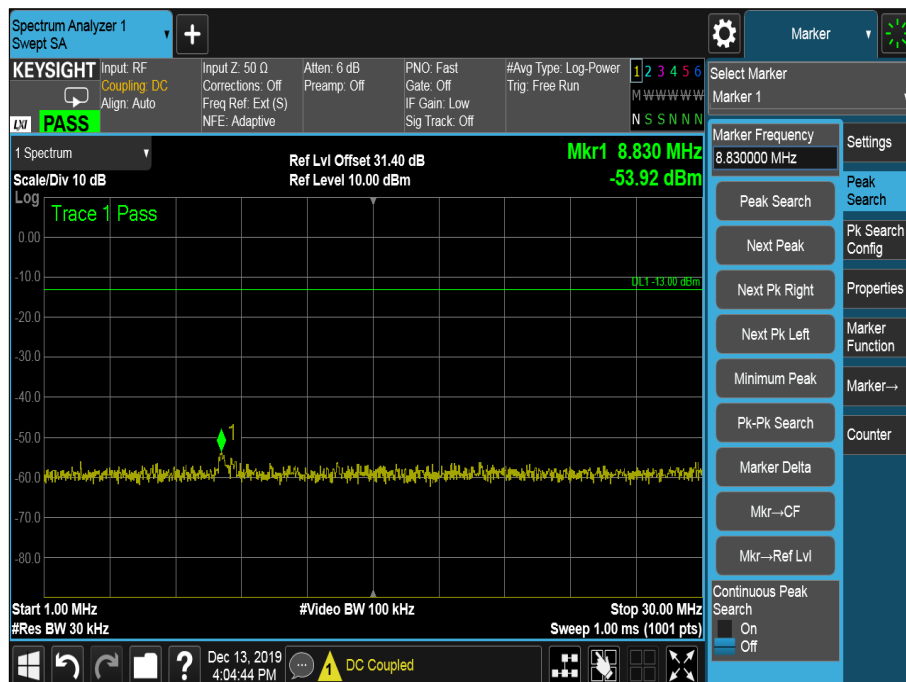 Spectrum Analyzer 1
Swept SA
Marker
KEYSIGHT
LXI PASS
Input: RF
Coupling: DC
Align: Auto
Input Z: 50 Ω
Corrections: Off
Freq Ref: Ext (S)
NFE: Adaptive
Atten: 6 dB
Preamp: Off
PNO: Fast
Gate: Off
IF Gain: Low
Sig Track: Off
#Avg Type: Log-Power
Trig: Free Run
1 2 3 4 5 6
M W W W W W
N S S N N N
Select Marker
Marker 1
1 Spectrum
Scale/Div 10 dB
Ref Lvl Offset 31.40 dB
Ref Level 10.00 dBm
Mkr1 8.830 MHz
-53.92 dBm
Log
Trace 1 Pass
0.00
-10.0
DL1 -13.00 dBm
-20.0
-30.0
-40.0
-50.0
1
-60.0
-70.0
-80.0
Start 1.00 MHz
#Video BW 100 kHz
Stop 30.00 MHz
#Res BW 30 kHz
Sweep 1.00 ms (1001 pts)
Marker Frequency
8.830000 MHz
Peak Search
Next Peak
Next Pk Right
Next Pk Left
Minimum Peak
Pk-Pk Search
Marker Delta
Mkr→CF
Mkr→Ref Lvl
Continuous Peak
Search
On
Off
Settings
Peak
Search
Pk Search
Config
Properties
Marker
Function
Marker→
Counter
?
Dec 13, 2019
4:04:44 PM
1
DC Coupled